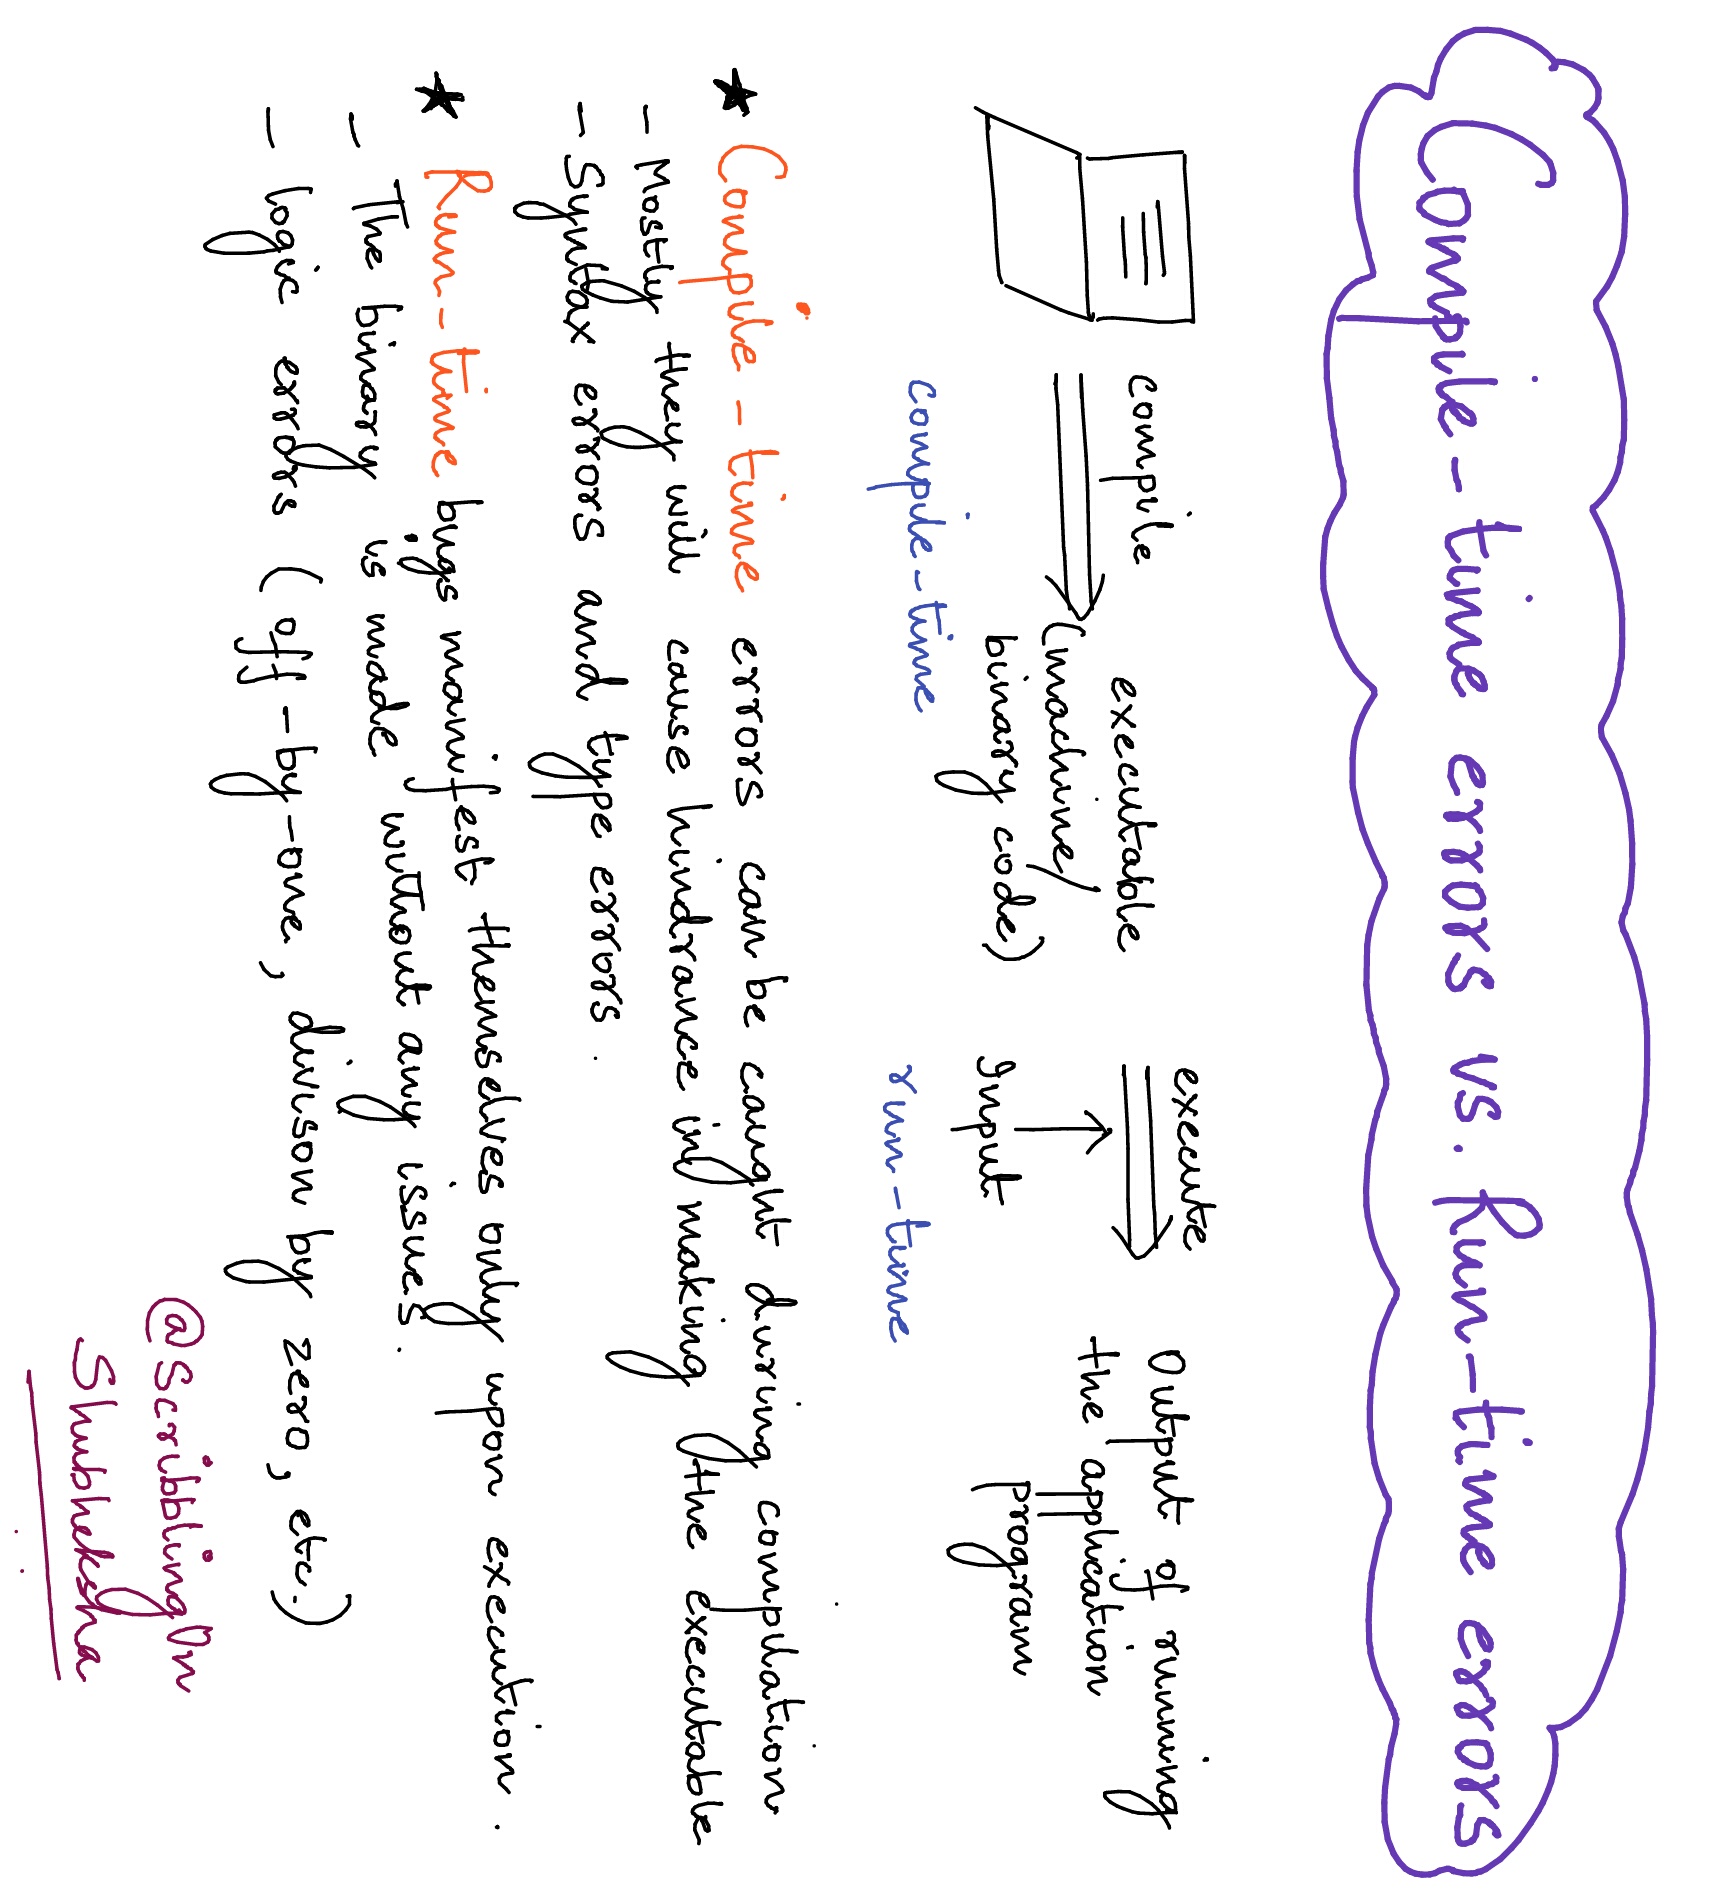 Compile-time errors vs. Run-time errors
compile
executable
(machine/
binary code)
compile-time
execute
Input
run-time
Output of running
the application
program
★ Compile-time errors can be caught during compilation
- Mostly they will cause hindrance in making the executable
- Syntax errors and type errors.
★ Run-time bugs manifest themselves only upon execution.
- The binary is made without any issues.
- logic errors (off-by-one, divison by zero, etc.)
@ScribblingOn
Shubheksha